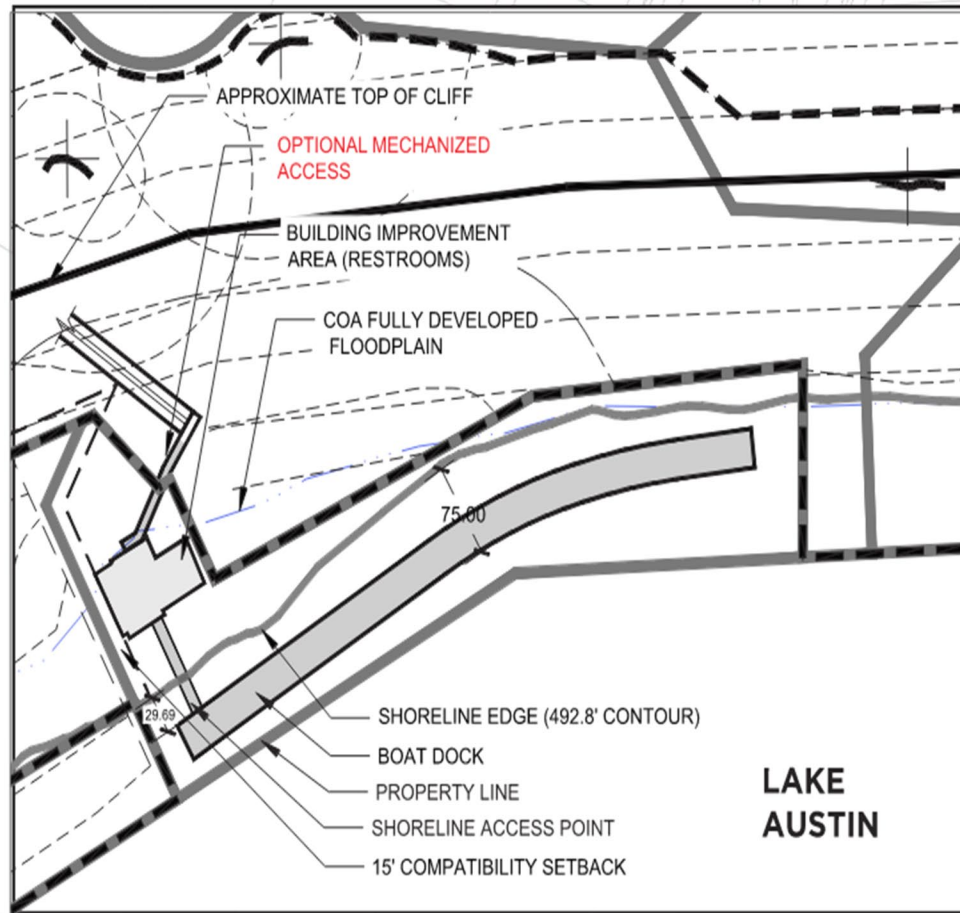 APPROXIMATE TOP OF CLIFF
OPTIONAL MECHANIZED
ACCESS
BUILDING IMPROVEMENT
AREA (RESTROOMS)
COA FULLY DEVELOPED
FLOODPLAIN
75.00
29.69
SHORELINE EDGE (492.8' CONTOUR)
BOAT DOCK
PROPERTY LINE
SHORELINE ACCESS POINT
15' COMPATIBILITY SETBACK
LAKE
AUSTIN